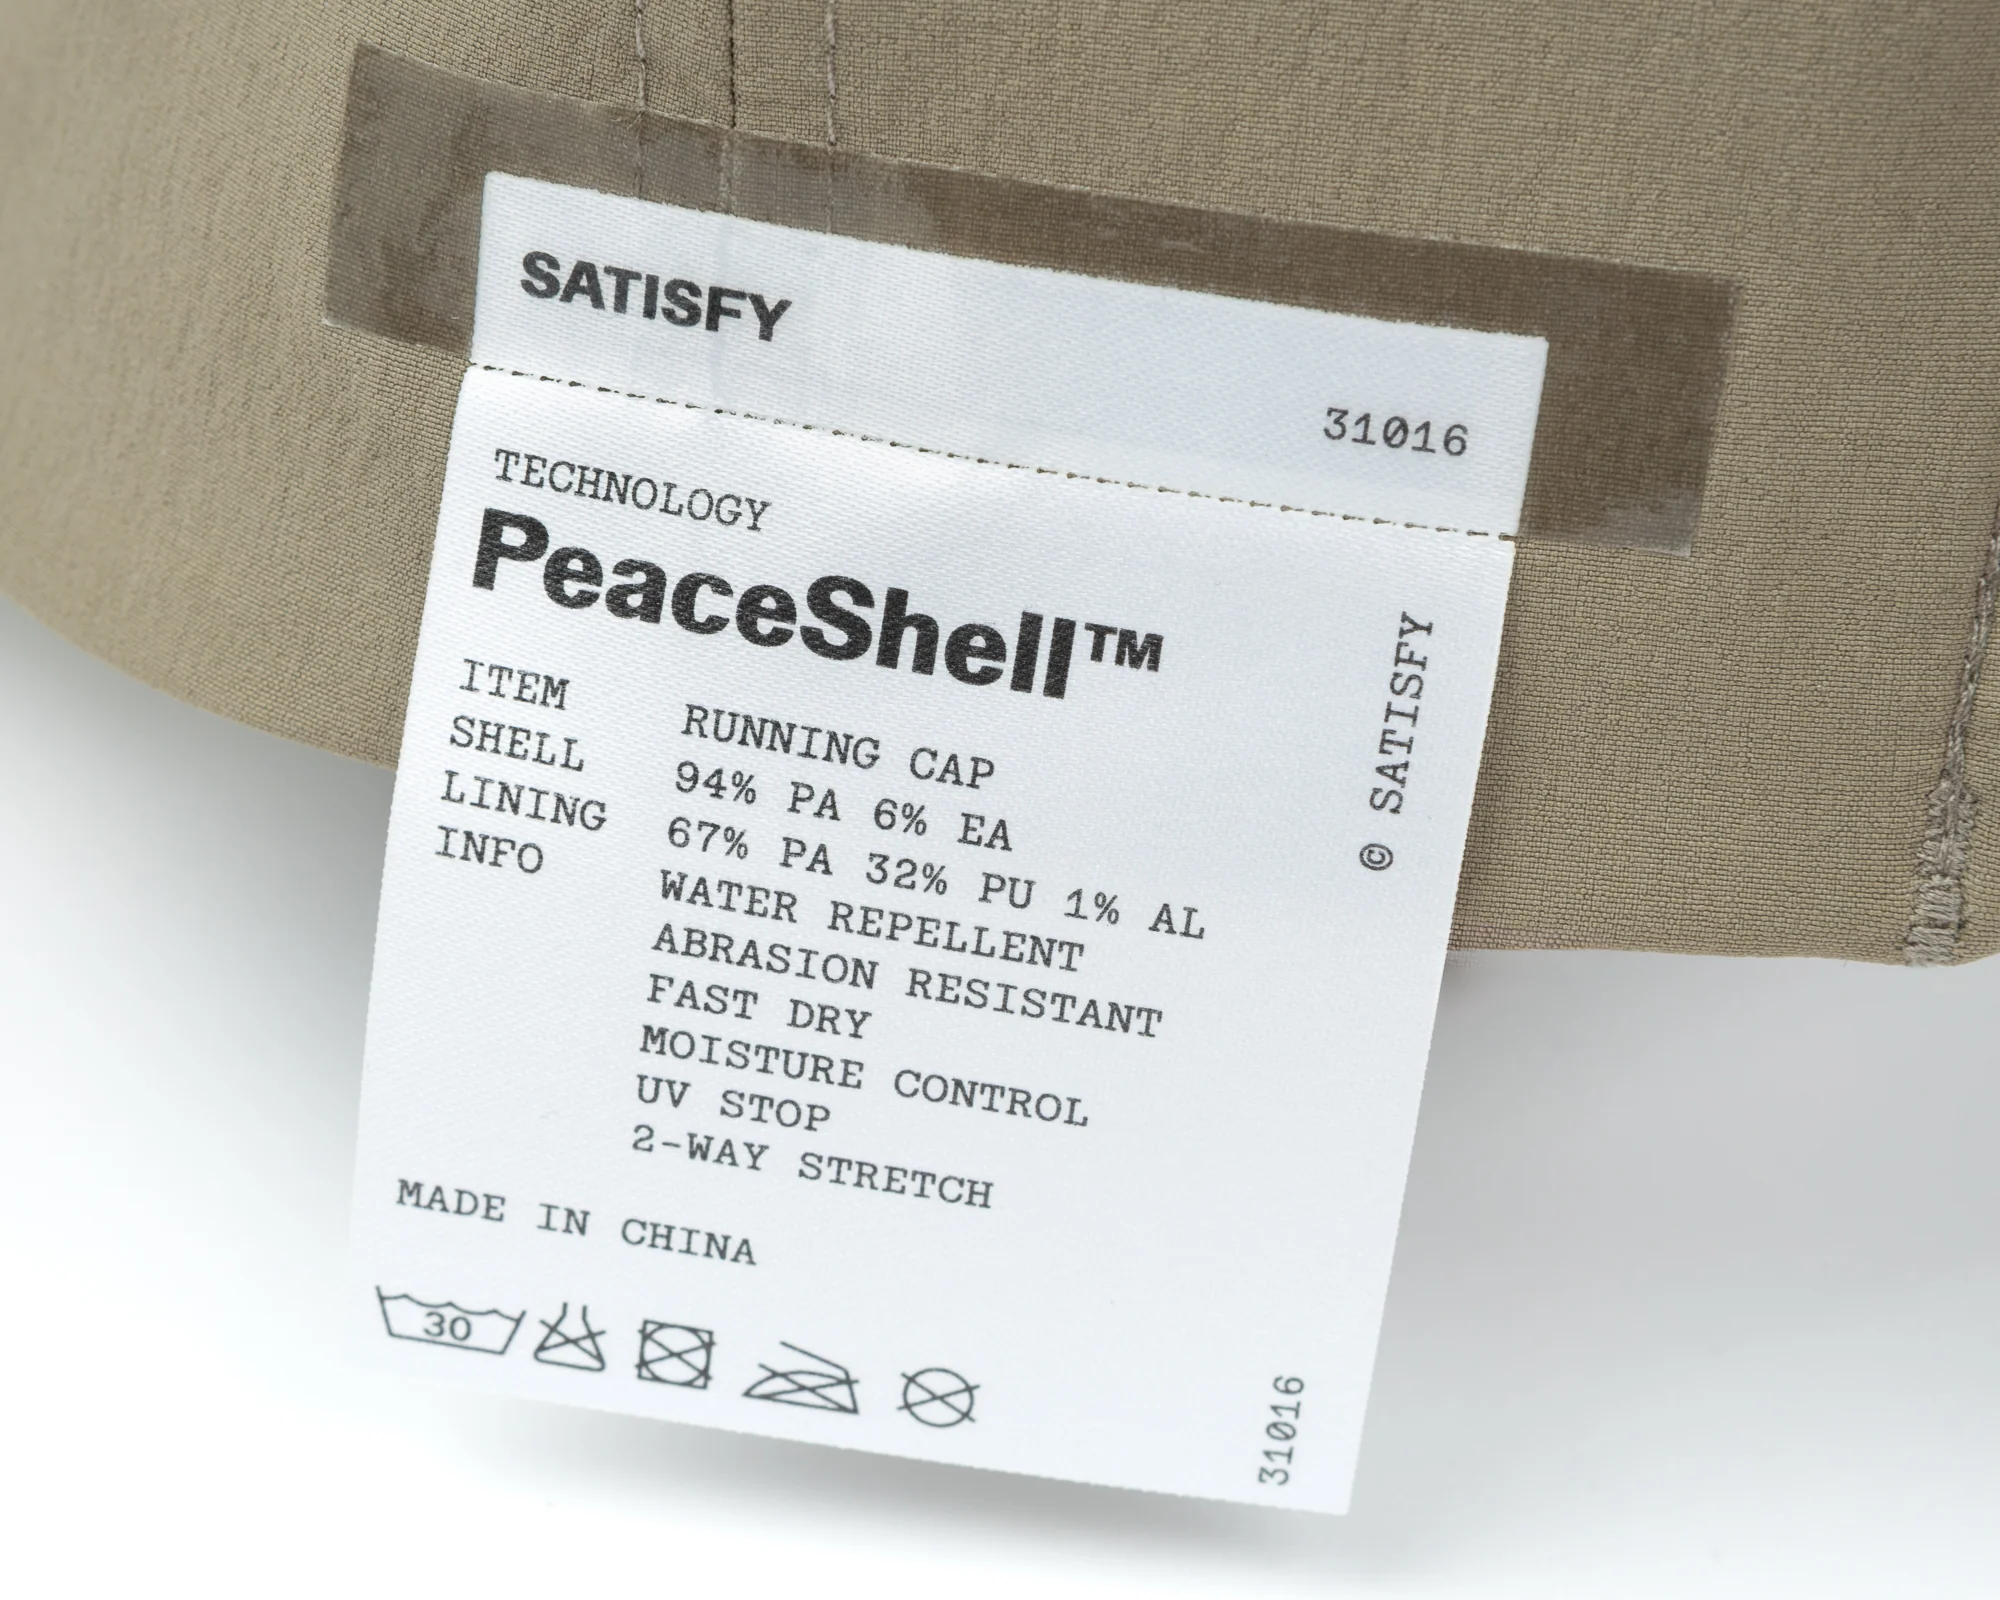 SATISFY
31016
TECHNOLOGY
PeaceShell™
ITEM RUNNING CAP
SHELL 94% PA 6% EA
LINING 67% PA 32% PU 1% AL
INFO WATER REPELLENT
ABRASION RESISTANT
FAST DRY
MOISTURE CONTROL
UV STOP
2-WAY STRETCH
© SATISFY
MADE IN CHINA
30
31016